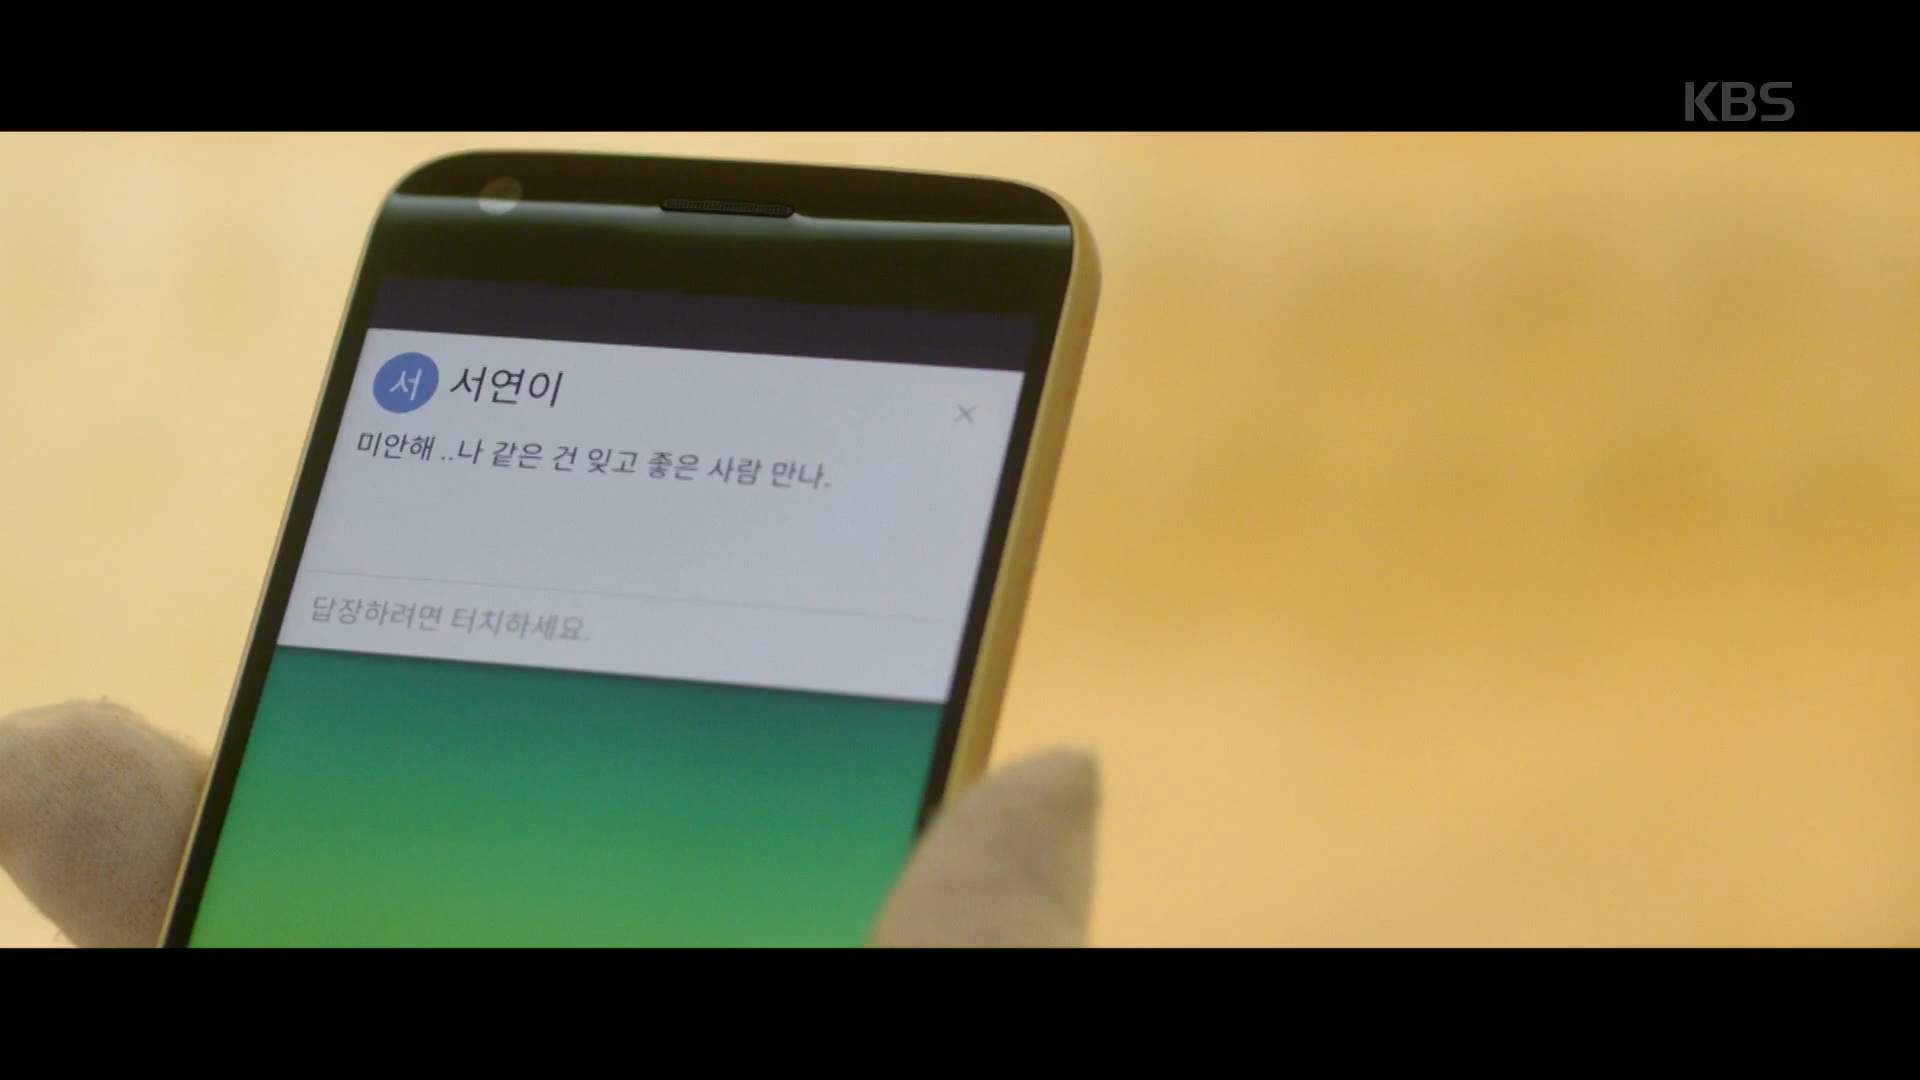 KBS
서 서연이
×
미안해 ..나 같은 건 잊고 좋은 사람 만나.
답장하려면 터치하세요.